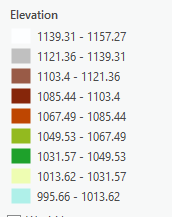 Elevation
1139.31 - 1157.27
1121.36 - 1139.31
1103.4 - 1121.36
1085.44 - 1103.4
1067.49 - 1085.44
1049.53 - 1067.49
1031.57 - 1049.53
1013.62 - 1031.57
995.66 - 1013.62